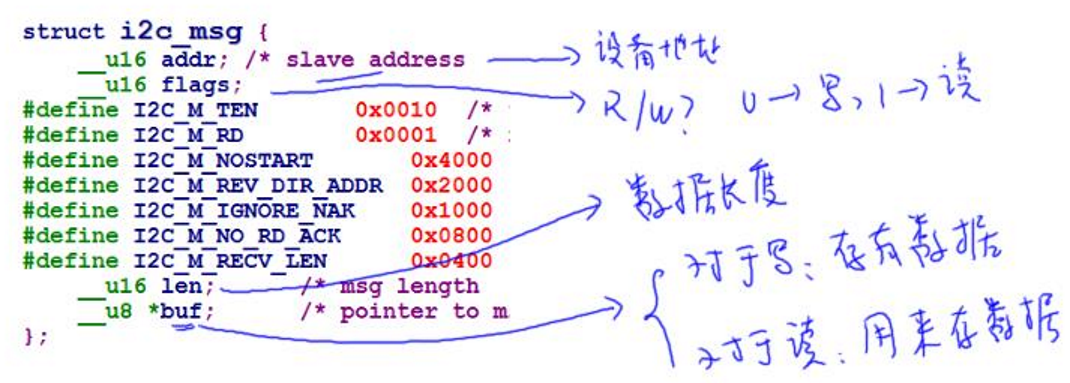 struct i2c_msg {
__u16 addr; /* slave address
设备地址
__u16 flags;
R/W? 0→写, 1→读
#define I2C_M_TEN 0x0010 /*
#define I2C_M_RD 0x0001 /*
#define I2C_M_NOSTART 0x4000
#define I2C_M_REV_DIR_ADDR 0x2000
#define I2C_M_IGNORE_NAK 0x1000
#define I2C_M_NO_RD_ACK 0x0800
#define I2C_M_RECV_LEN 0x0400
__u16 len; /* msg length
数据长度
__u8 *buf; /* pointer to m
对于写: 存有数据
对于读: 用来存数据
};